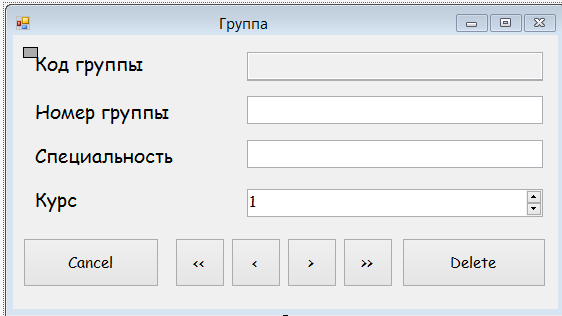 Группа
Код группы
Номер группы
Специальность
Курс 1
Cancel << < > >> Delete